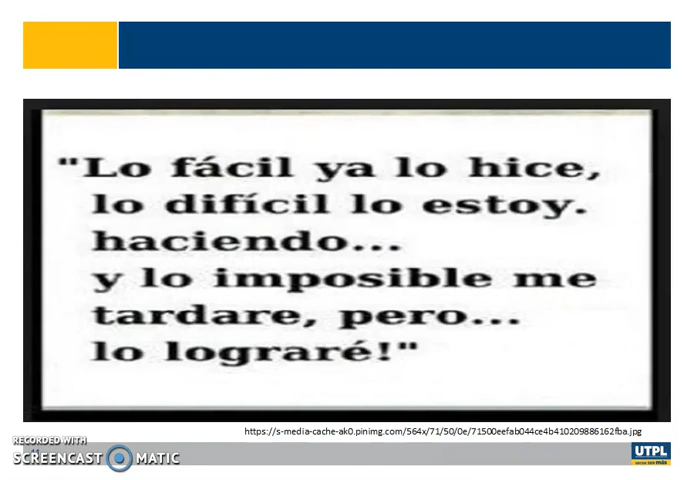 "Lo fácil ya lo hice,
lo difícil lo estoy.
haciendo...
y lo imposible me
tardare, pero...
lo lograré!"
https://s-media-cache-ak0.pinimg.com/564x/71/50/0e/71500eefab044ce4b410209886162fba.jpg
RECORDED WITH
SCREENCAST MATIC
UTPL